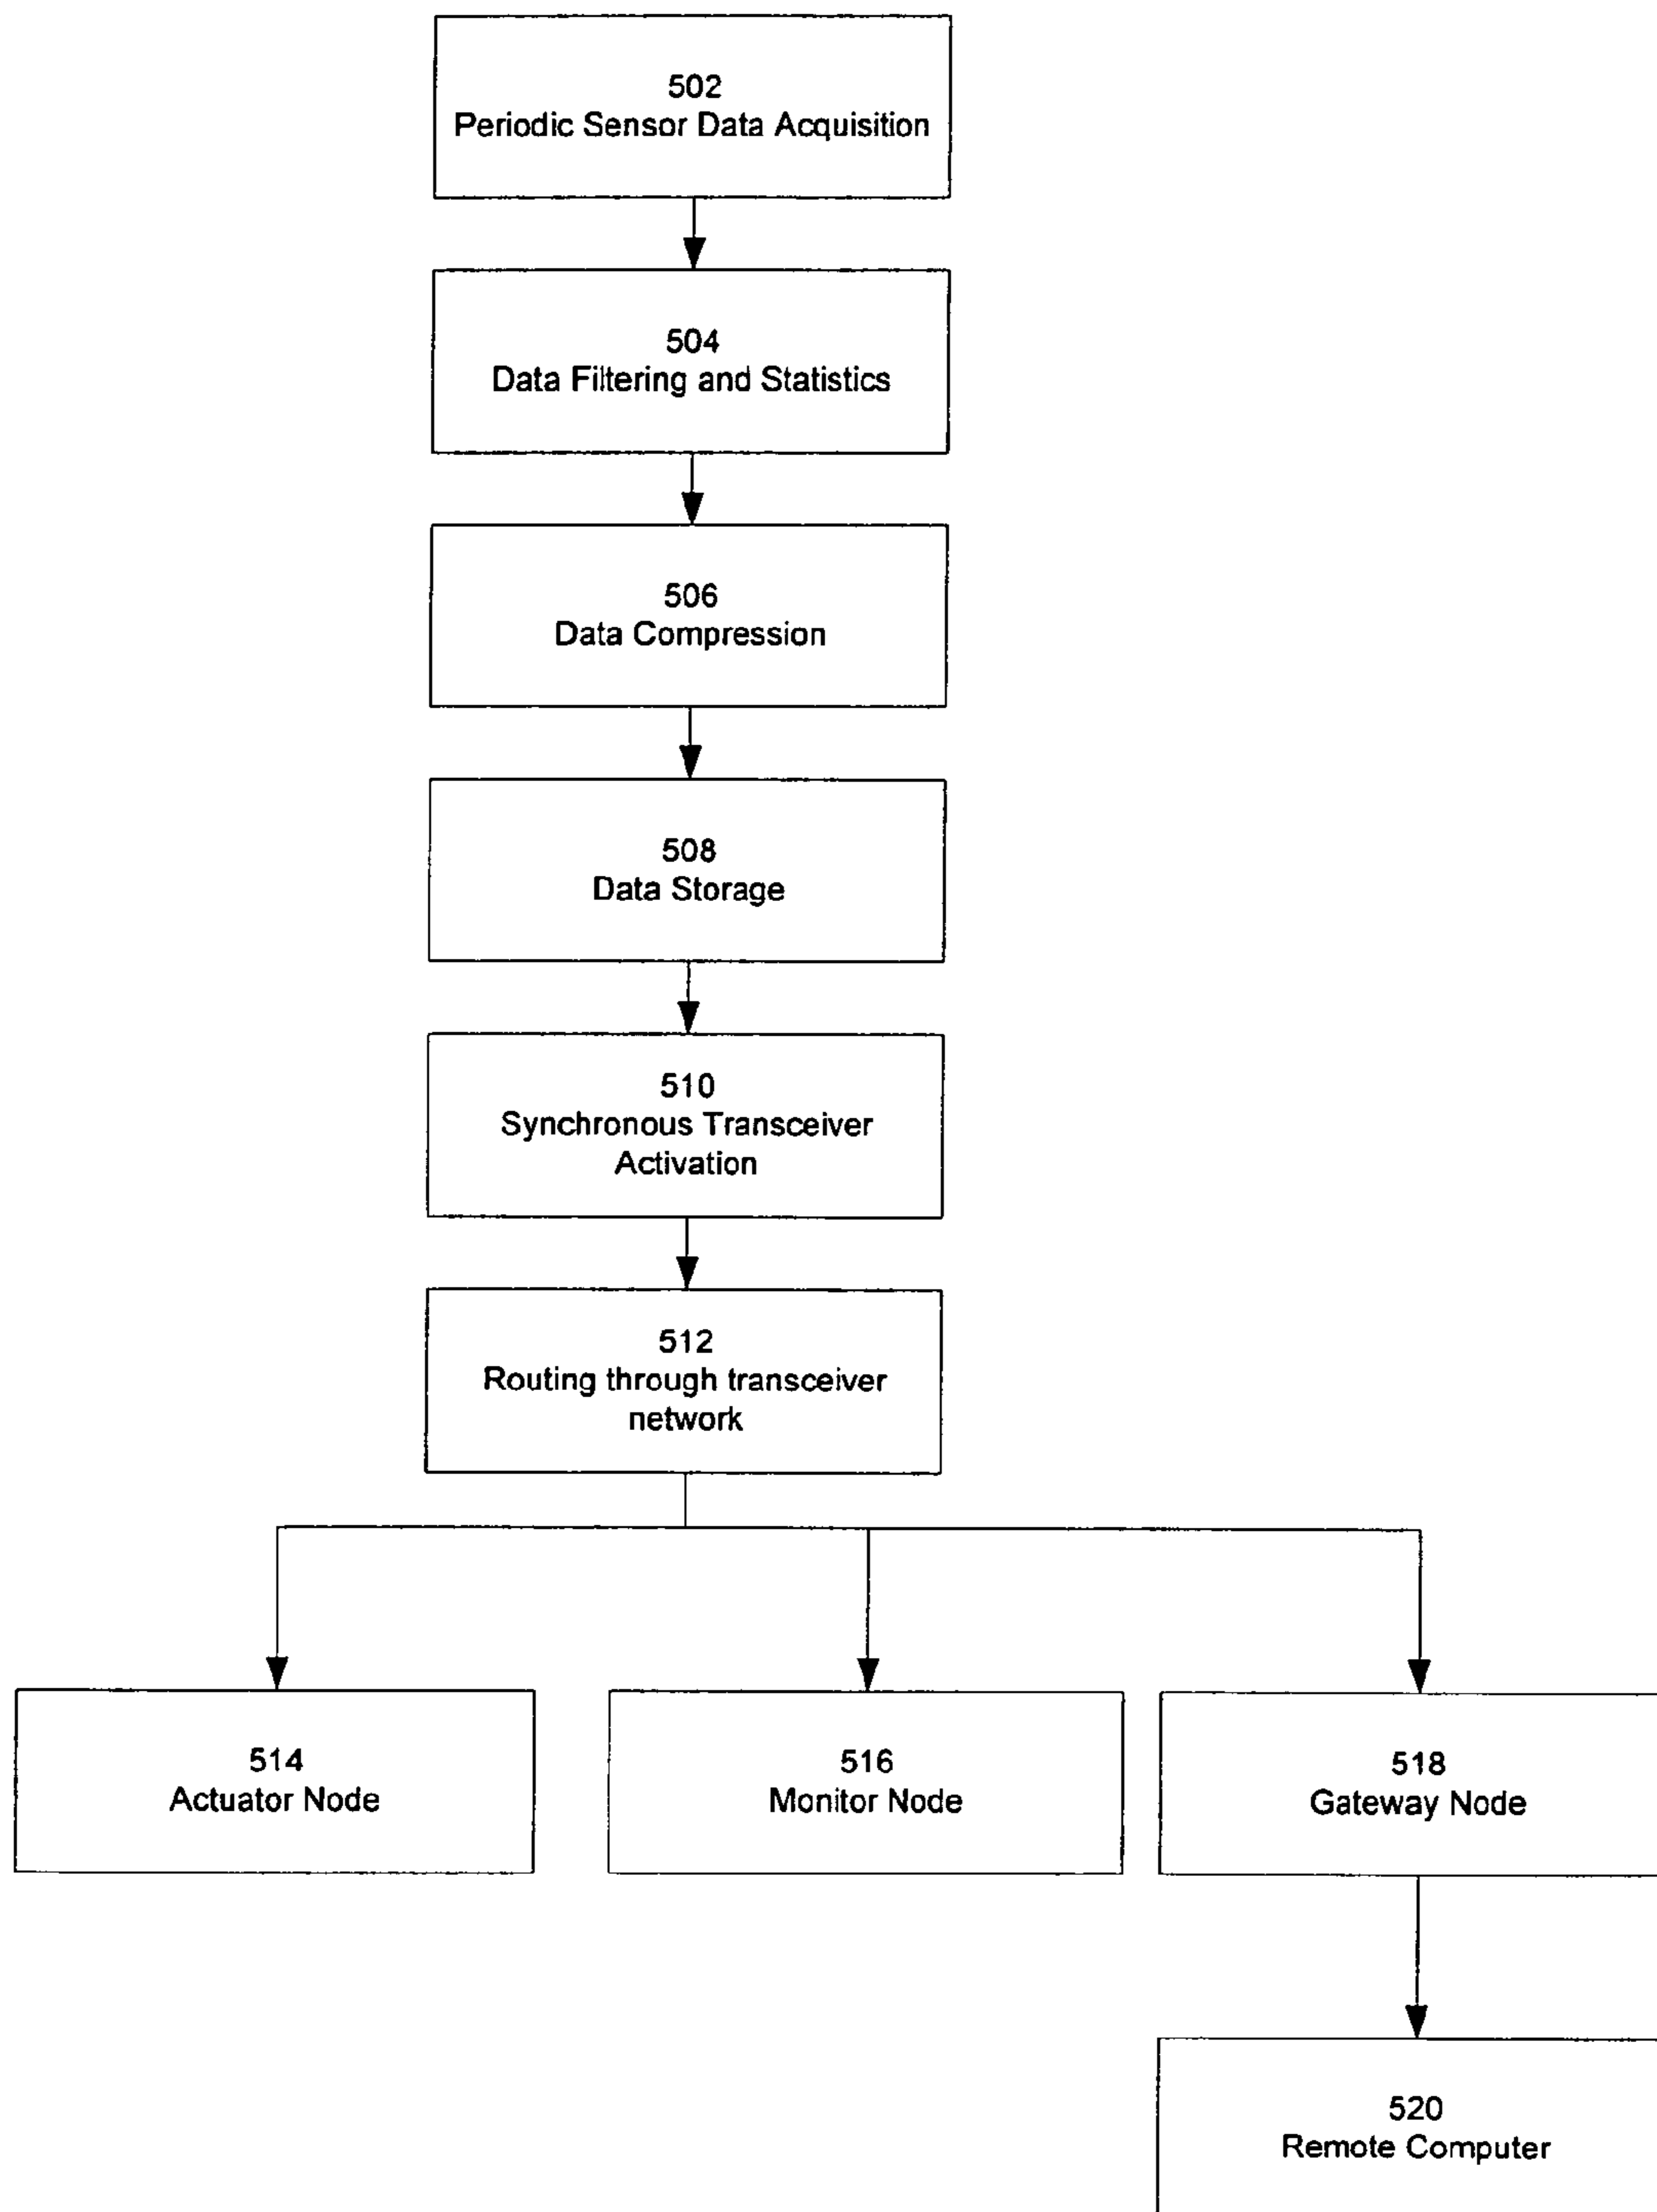 502
Periodic Sensor Data Acquisition
504
Data Filtering and Statistics
506
Data Compression
508
Data Storage
510
Synchronous Transceiver
Activation
512
Routing through transceiver
network
514
Actuator Node
516
Monitor Node
518
Gateway Node
520
Remote Computer